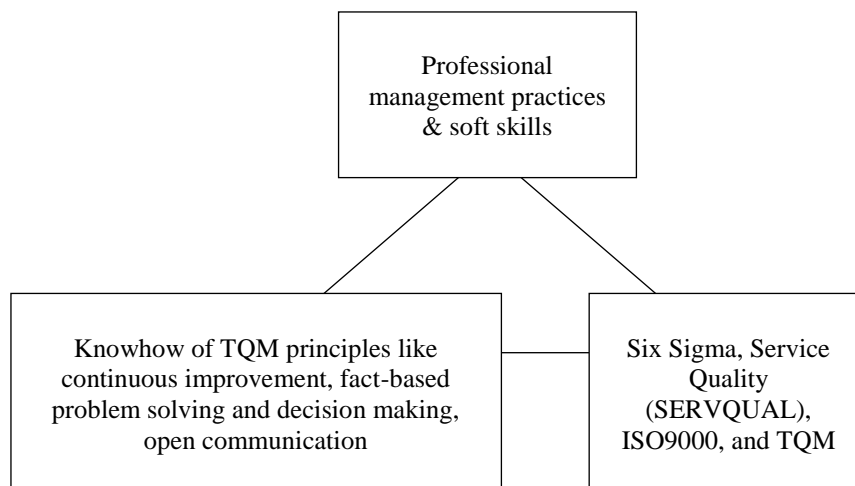 Professional
management practices
& soft skills
Knowhow of TQM principles like
continuous improvement, fact-based
problem solving and decision making,
open communication
Six Sigma, Service
Quality
(SERVQUAL),
ISO9000, and TQM